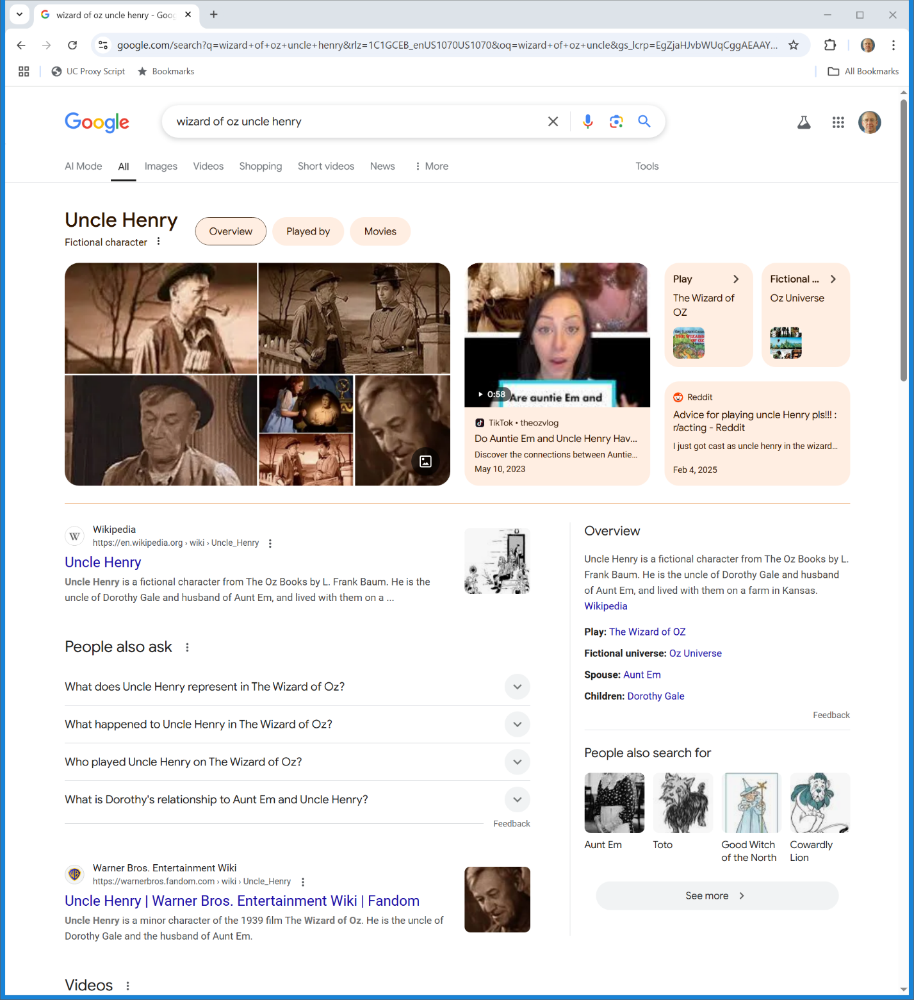 wizard of oz uncle henry - Goo
google.com/search?q=wizard+of+oz+uncle+henry&rlz=1C1GCEB_enUS1070US1070&oq=wizard+of+oz+uncle&gs_lcrp=EgZjaHJvbWUqCggAEAAY...
UC Proxy Script
Bookmarks
All Bookmarks
Google
wizard of oz uncle henry
AI Mode
All
Images
Videos
Shopping
Short videos
News
More
Tools
Uncle Henry
Fictional character
Overview
Played by
Movies
0:58
Are auntie Em and
TikTok • theozvlog
Do Auntie Em and Uncle Henry Hav...
Discover the connections between Auntie...
May 10, 2023
Play
The Wizard of
OZ
THE WIZARD
OF OZ
Fictional ...
Oz Universe
Reddit
Advice for playing uncle Henry pls!!! :
r/acting - Reddit
I just got cast as uncle henry in the wizard...
Feb 4, 2025
W
Wikipedia
https://en.wikipedia.org › wiki › Uncle_Henry
Uncle Henry
Uncle Henry is a fictional character from The Oz Books by L. Frank Baum. He is the
uncle of Dorothy Gale and husband of Aunt Em, and lived with them on a ...
People also ask
What does Uncle Henry represent in The Wizard of Oz?
What happened to Uncle Henry in The Wizard of Oz?
Who played Uncle Henry on The Wizard of Oz?
What is Dorothy's relationship to Aunt Em and Uncle Henry?
Feedback
WB
Warner Bros. Entertainment Wiki
https://warnerbros.fandom.com › wiki › Uncle_Henry
Uncle Henry | Warner Bros. Entertainment Wiki | Fandom
Uncle Henry is a minor character of the 1939 film The Wizard of Oz. He is the uncle of
Dorothy Gale and the husband of Aunt Em.
Videos
Overview
Uncle Henry is a fictional character from The Oz Books by L.
Frank Baum. He is the uncle of Dorothy Gale and husband
of Aunt Em, and lived with them on a farm in Kansas.
Wikipedia
Play: The Wizard of OZ
Fictional universe: Oz Universe
Spouse: Aunt Em
Children: Dorothy Gale
Feedback
People also search for
Aunt Em
Toto
Good Witch
of the North
Cowardly
Lion
See more